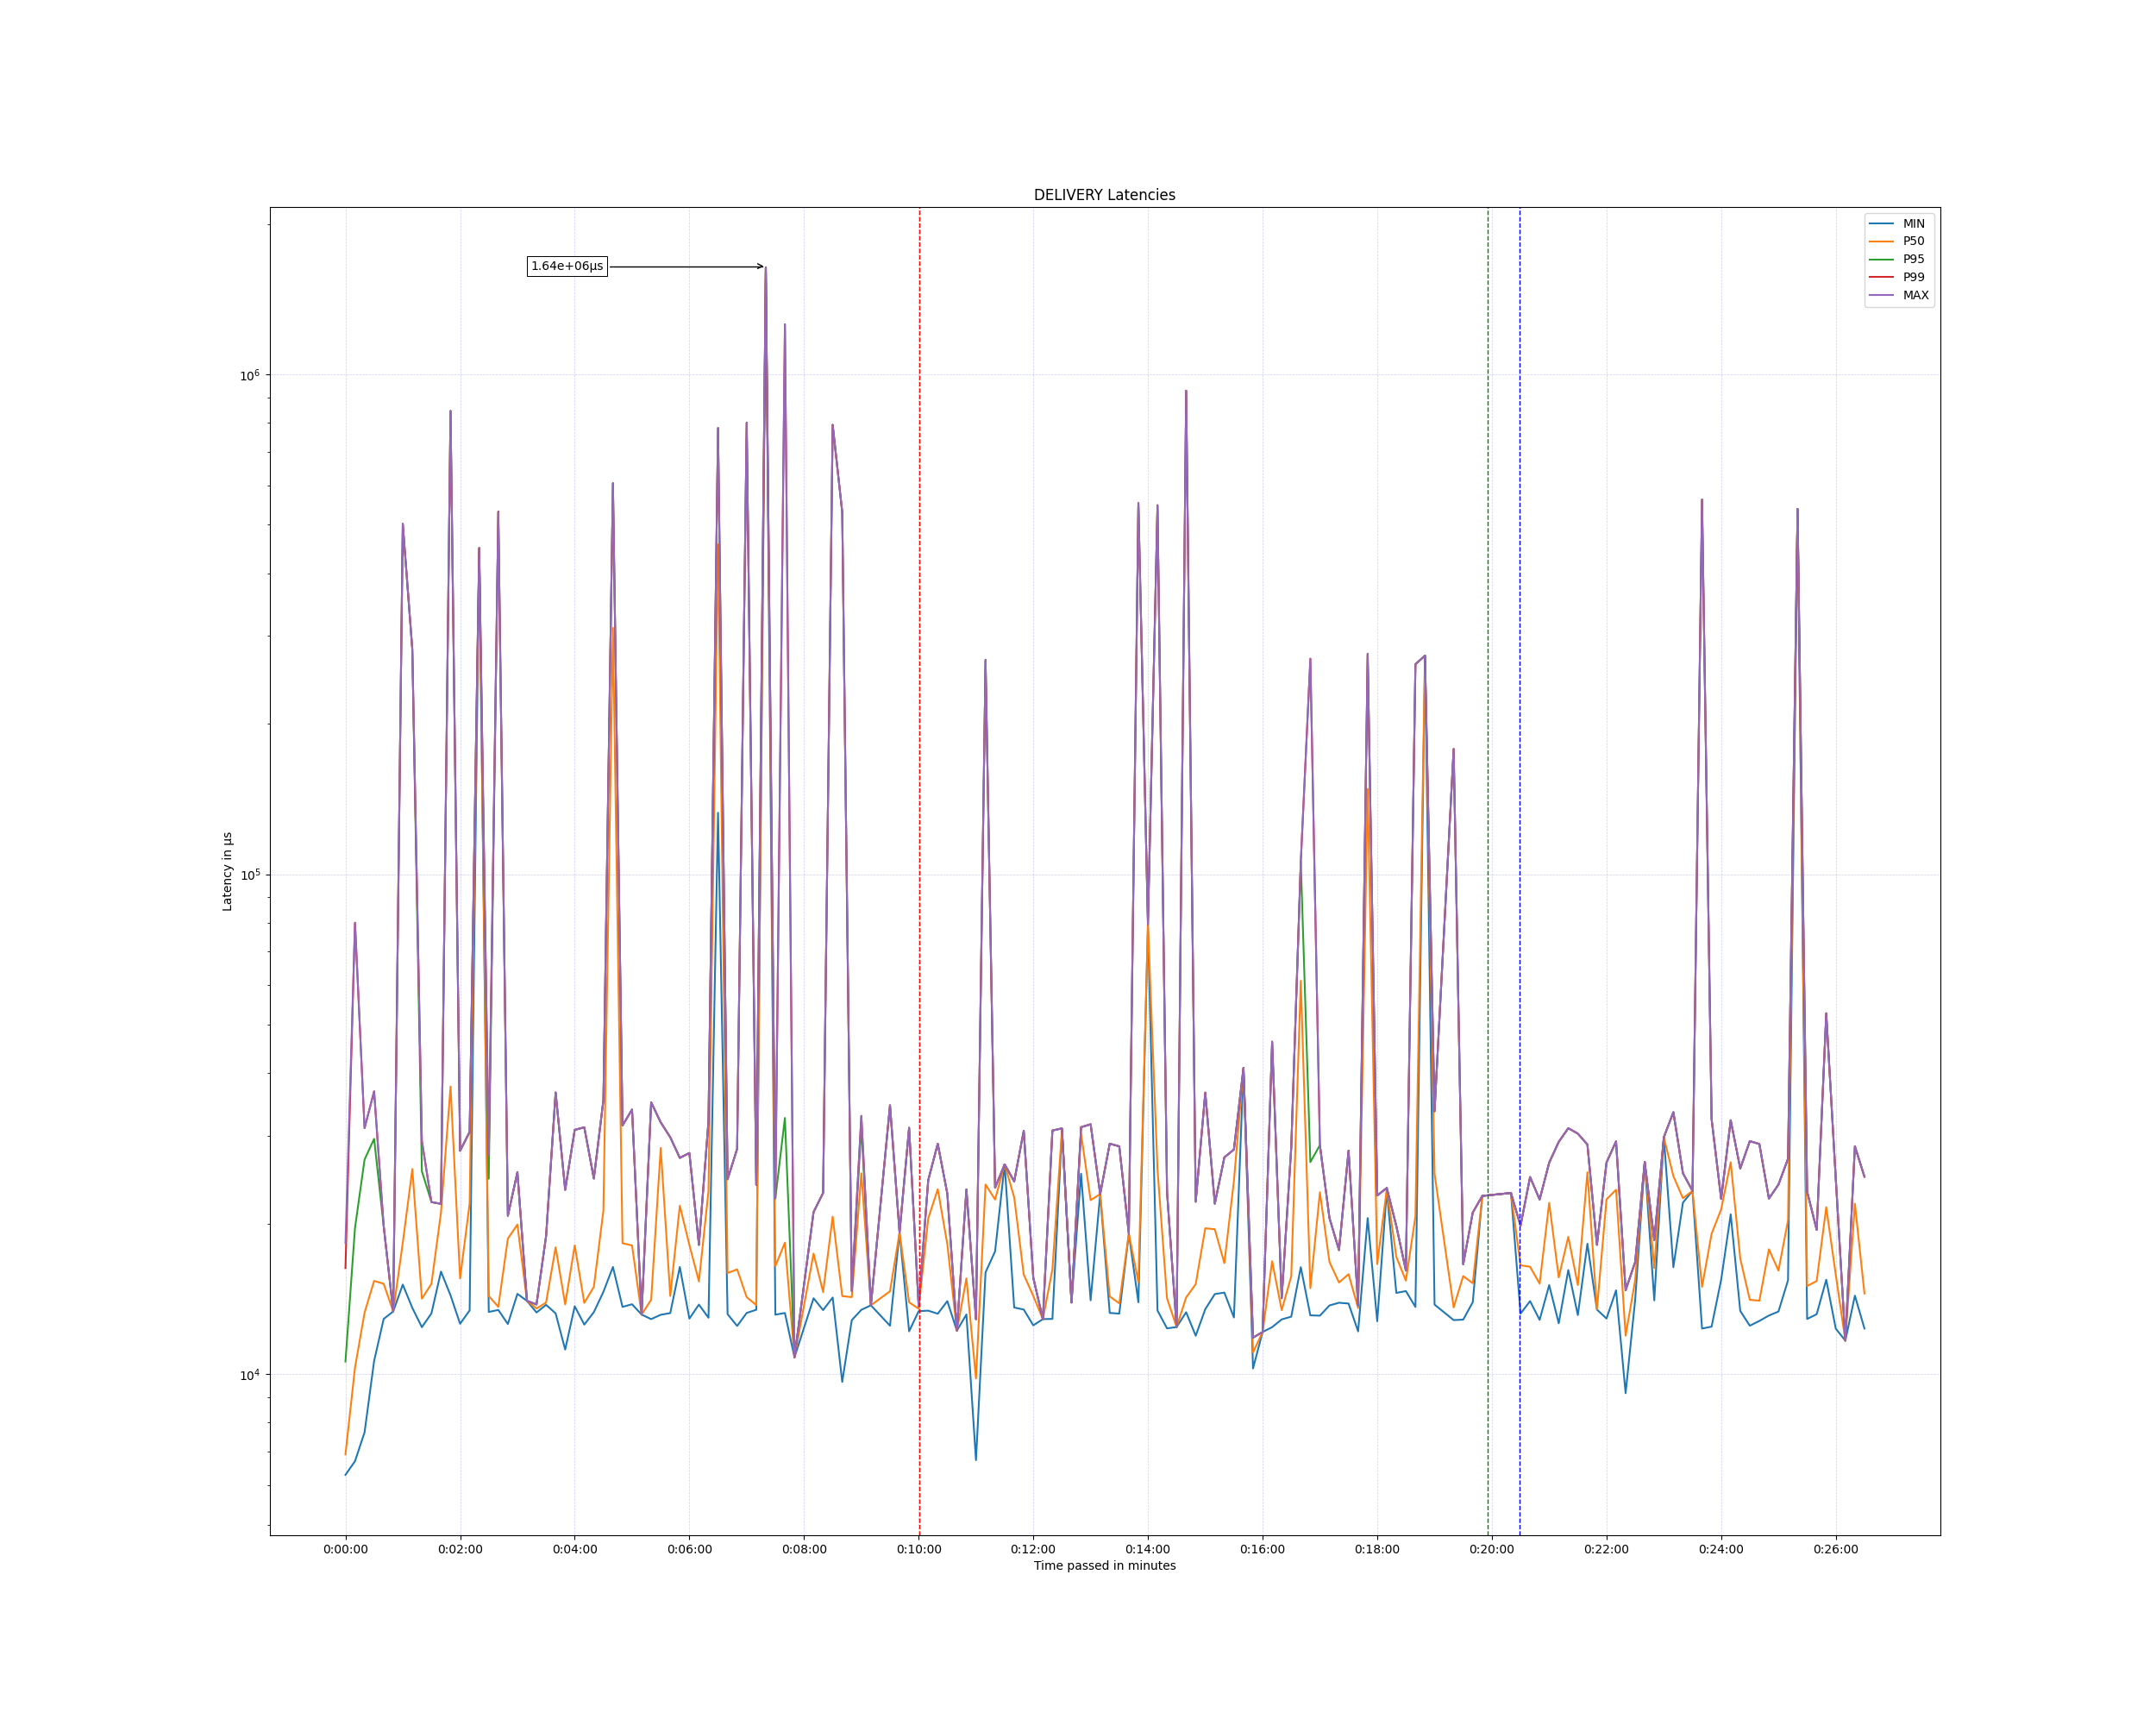 DELIVERY Latencies
1.64e+06µs
MIN
P50
P95
P99
MAX
Latency in µs
10⁶
10⁵
10⁴
0:00:00 0:02:00 0:04:00 0:06:00 0:08:00 0:10:00 0:12:00 0:14:00 0:16:00 0:18:00 0:20:00 0:22:00 0:24:00 0:26:00
Time passed in minutes